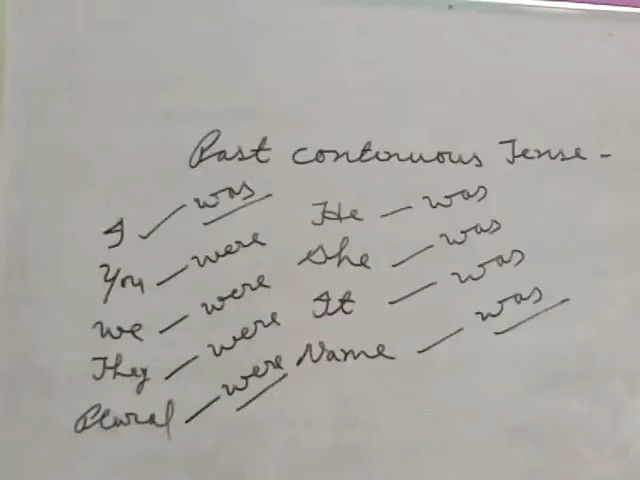 Past continuous Tense -
I — was
You — were
We — were
They — were
Plural — were
He — was
She — was
It — was
Name — was